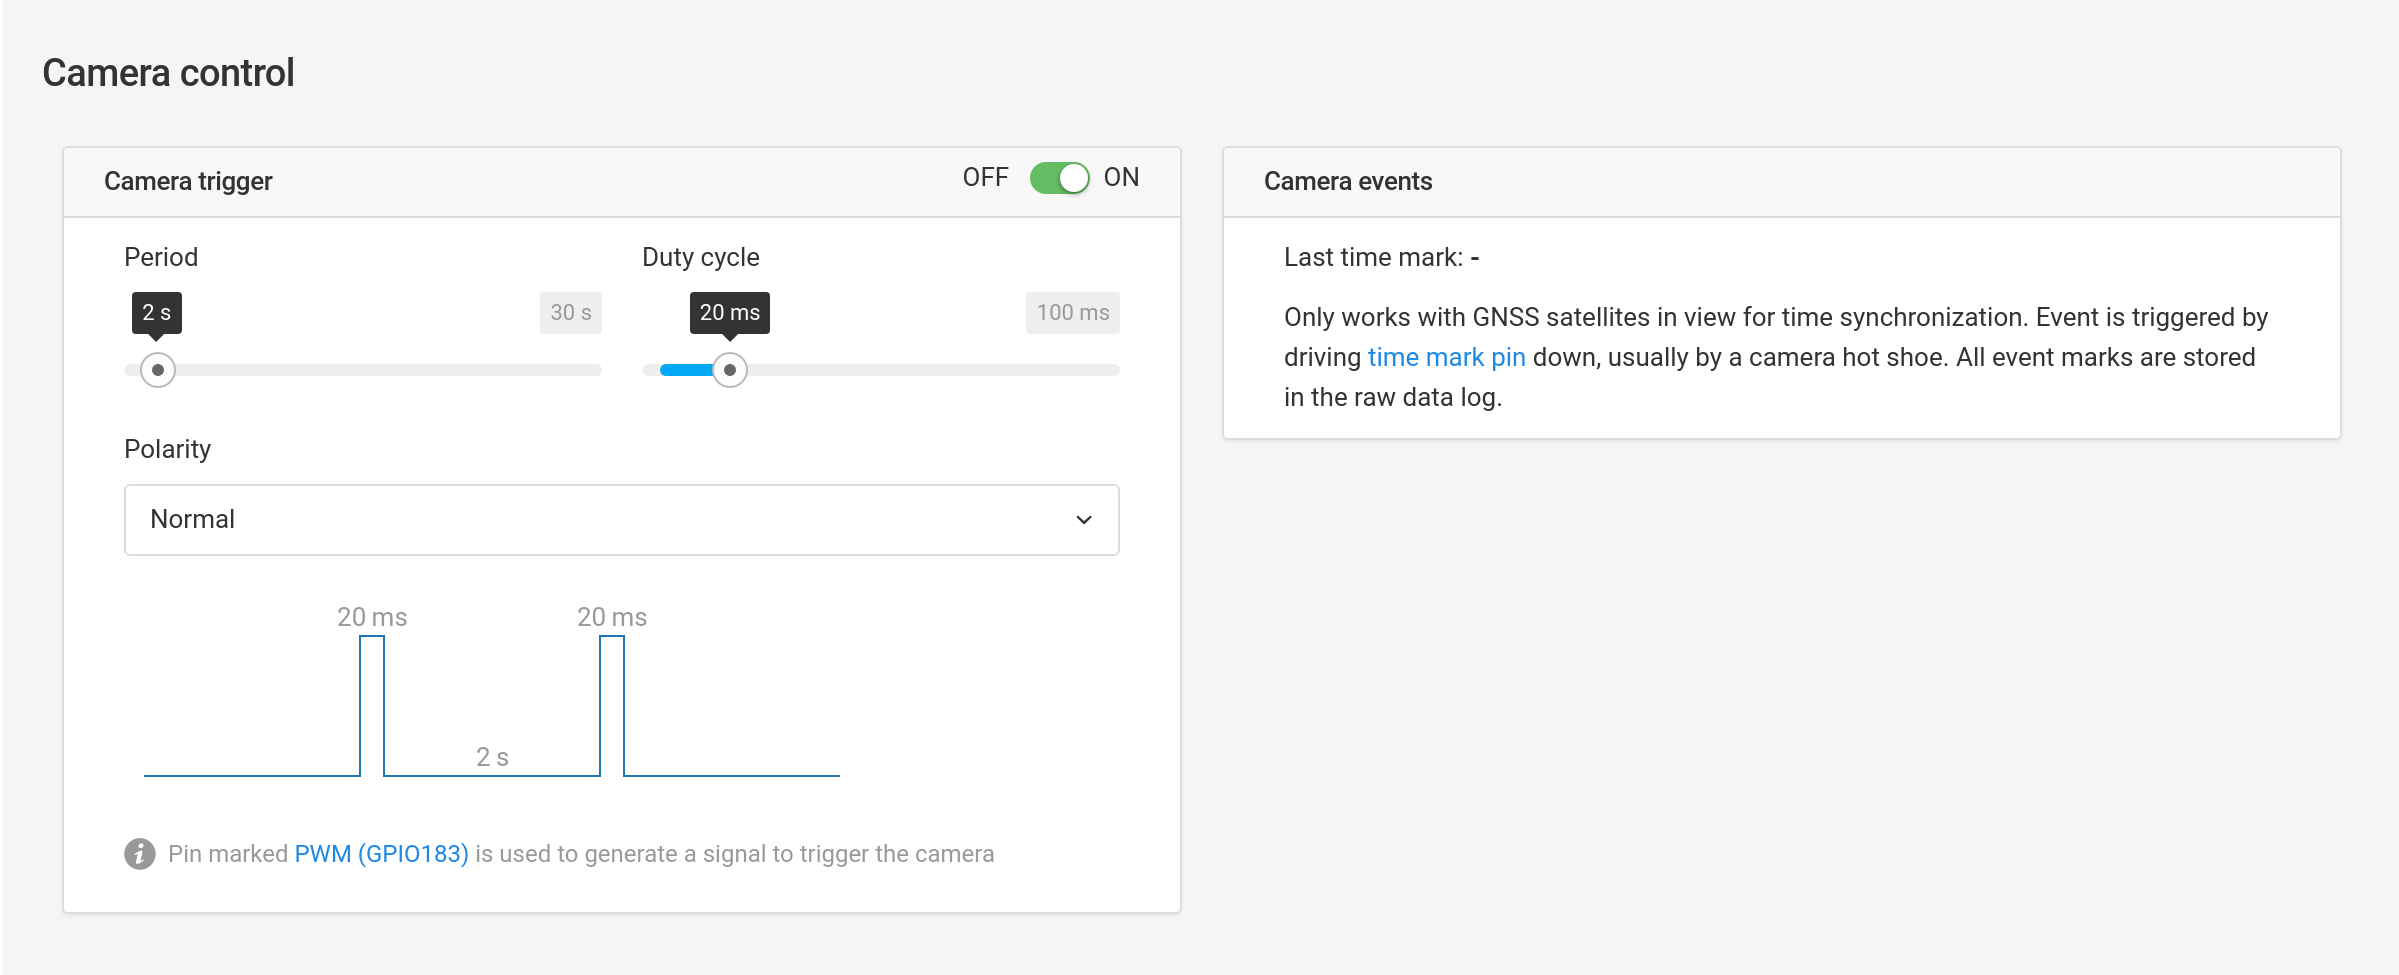 Camera control
Camera trigger
OFF ON
Period
2 s
30 s
Duty cycle
20 ms
100 ms
Polarity
Normal
20 ms
20 ms
2 s
Pin marked PWM (GPIO183) is used to generate a signal to trigger the camera
Camera events
Last time mark: -
Only works with GNSS satellites in view for time synchronization. Event is triggered by
driving time mark pin down, usually by a camera hot shoe. All event marks are stored
in the raw data log.